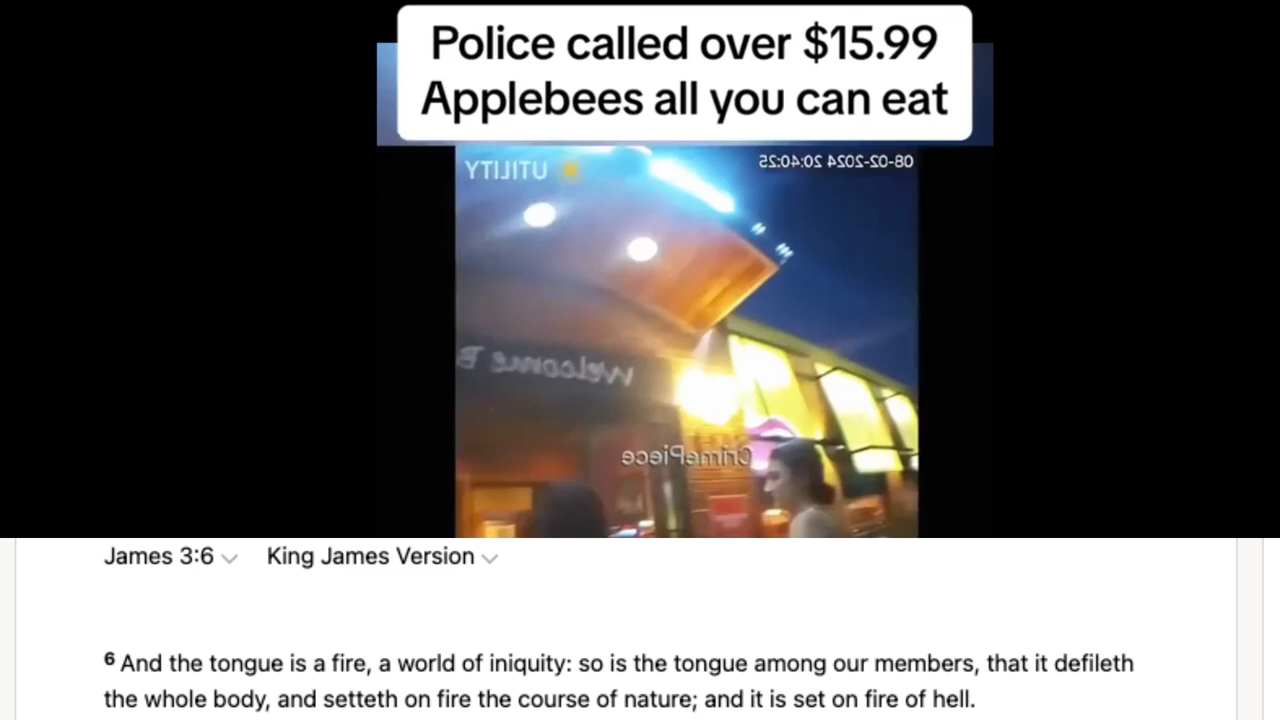 Police called over $15.99
Applebees all you can eat
UTILITY
08-02-2024 20:40:25
Welcome B
CrimePiece
James 3:6 King James Version
6 And the tongue is a fire, a world of iniquity: so is the tongue among our members, that it defileth
the whole body, and setteth on fire the course of nature; and it is set on fire of hell.